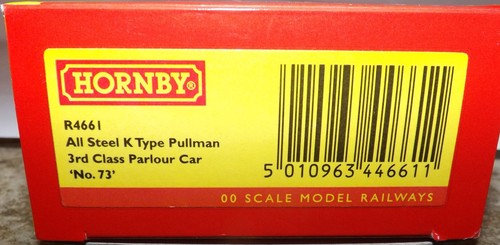 HORNBY®
R4661
All Steel K Type Pullman
3rd Class Parlour Car
'No. 73'
5 010963 446611
00 SCALE MODEL RAILWAYS